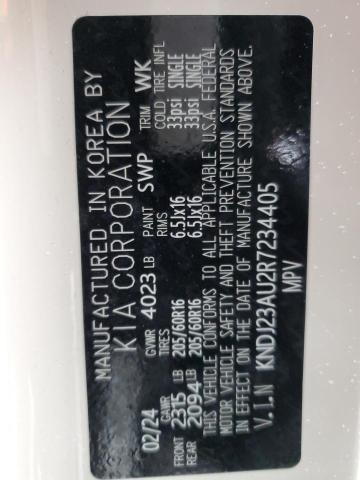 MANUFACTURED IN KOREA BY
KIA CORPORATION
02/24 GVWR 4023 LB PAINT SWP TRIM WK
GAWR TIRES RIMS COLD TIRE INFL
FRONT 2315 LB 205/60R16 6.5Jx16 33psi SINGLE
REAR 2094 LB 205/60R16 6.5Jx16 33psi SINGLE
THIS VEHICLE CONFORMS TO ALL APPLICABLE U.S.A. FEDERAL
MOTOR VEHICLE SAFETY AND THEFT PREVENTION STANDARDS
IN EFFECT ON THE DATE OF MANUFACTURE SHOWN ABOVE.
V.I.N KNDJ23AU2R7234405
MPV